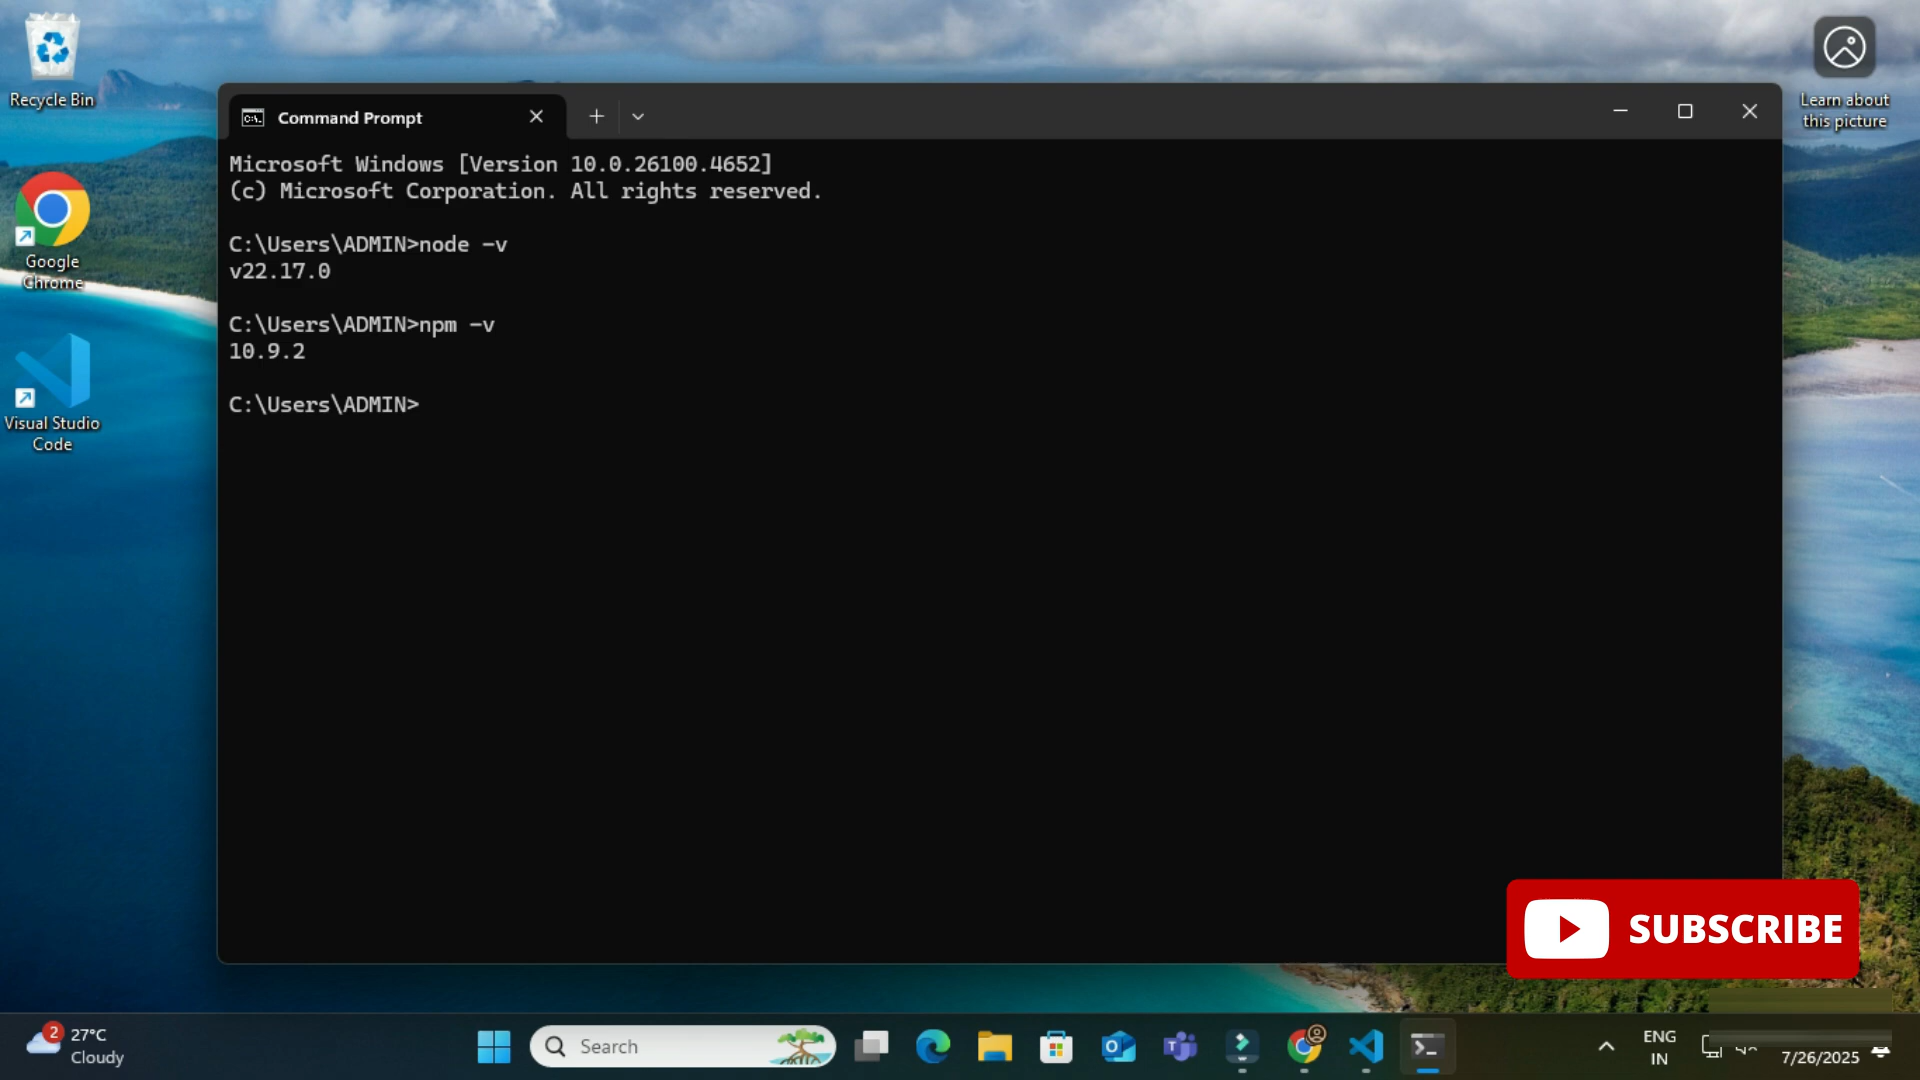 Recycle Bin
Learn about
this picture
Command Prompt
Microsoft Windows [Version 10.0.26100.4652]
(c) Microsoft Corporation. All rights reserved.
C:\Users\ADMIN>node -v
v22.17.0
C:\Users\ADMIN>npm -v
10.9.2
C:\Users\ADMIN>
Google
Chrome
Visual Studio
Code
SUBSCRIBE
2
27°C
Cloudy
Search
ENG
IN
7/26/2025